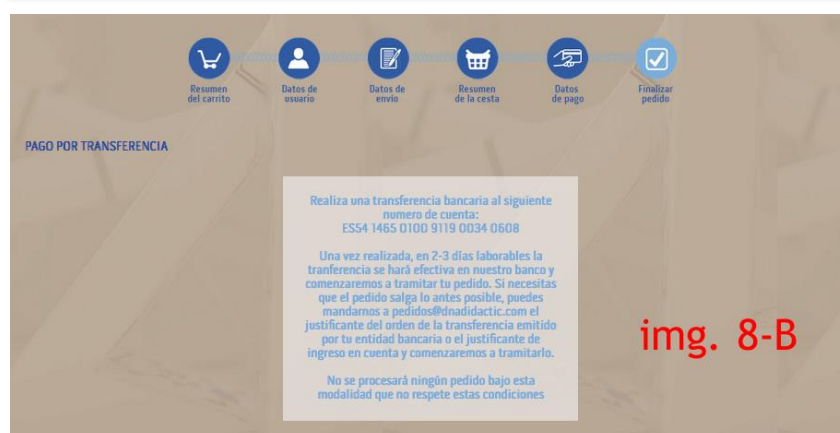 Resumen
del carrito
Datos de
usuario
Datos de
envío
Resumen
de la cesta
Datos
de pago
Finalizar
pedido
PAGO POR TRANSFERENCIA
Realiza una transferencia bancaria al siguiente
numero de cuenta:
ES54 1465 0100 9119 0034 0608
Una vez realizada, en 2-3 días laborables la
tranferencia se hará efectiva en nuestro banco y
comenzaremos a tramitar tu pedido. Si necesitas
que el pedido salga lo antes posible, puedes
mandarnos a pedidos@dnadidactic.com el
justificante del orden de la transferencia emitido
por tu entidad bancaria o el justificante de
ingreso en cuenta y comenzaremos a tramitarlo.
No se procesará ningún pedido bajo esta
modalidad que no respete estas condiciones
img. 8-B